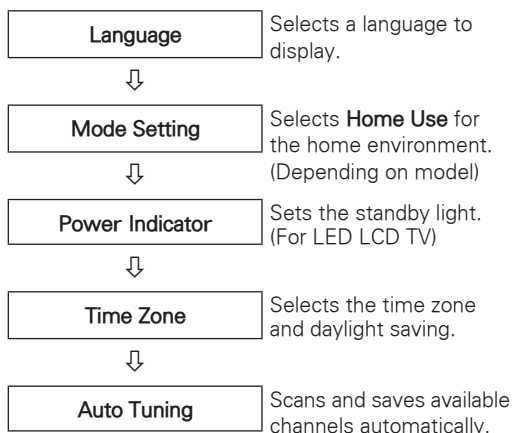 Language
Selects a language to
display.
Mode Setting
Selects Home Use for
the home environment.
(Depending on model)
Power Indicator
Sets the standby light.
(For LED LCD TV)
Time Zone
Selects the time zone
and daylight saving.
Auto Tuning
Scans and saves available
channels automatically.